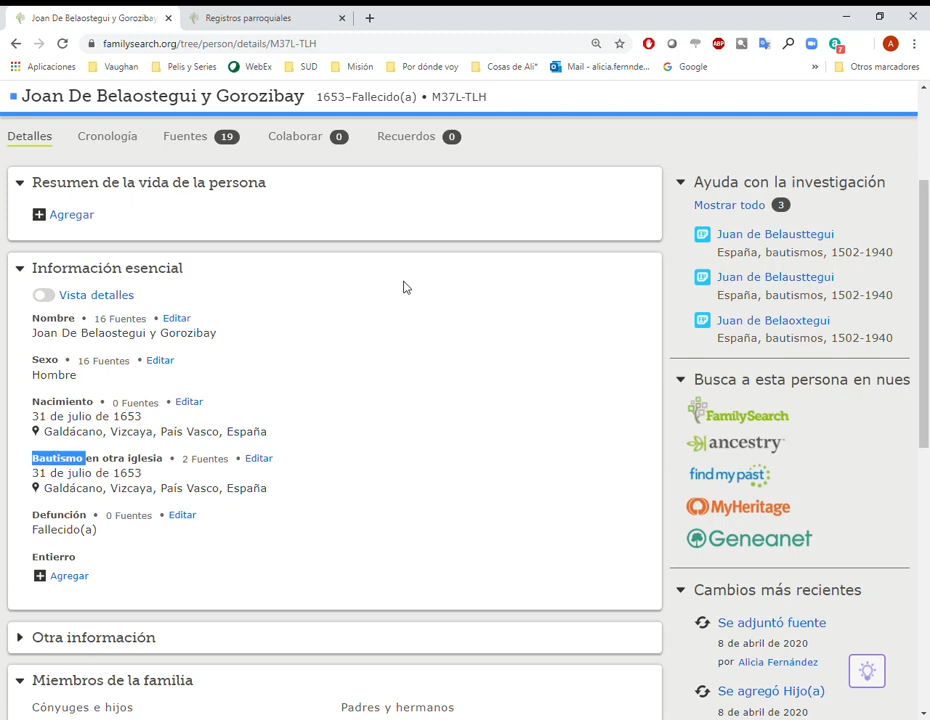 Joan De Belaostegui y Gorozibay
Registros parroquiales
familysearch.org/tree/person/details/M37L-TLH
ABP
7
A
Aplicaciones
Vaughan
Pelis y Series
WebEx
SUD
Misión
Por dónde voy
Cosas de Ali*
Mail - alicia.fernnde...
Google
»
Otros marcadores
Joan De Belaostegui y Gorozibay 1653–Fallecido(a) • M37L-TLH
Detalles
Cronología
Fuentes 19
Colaborar 0
Recuerdos 0
Resumen de la vida de la persona
Agregar
Información esencial
Vista detalles
Nombre • 16 Fuentes • Editar
Joan De Belaostegui y Gorozibay
Sexo • 16 Fuentes • Editar
Hombre
Nacimiento • 0 Fuentes • Editar
31 de julio de 1653
Galdácano, Vizcaya, País Vasco, España
Bautismo en otra iglesia • 2 Fuentes • Editar
31 de julio de 1653
Galdácano, Vizcaya, País Vasco, España
Defunción • 0 Fuentes • Editar
Fallecido(a)
Entierro
Agregar
Otra información
Miembros de la familia
Cónyuges e hijos
Padres y hermanos
Ayuda con la investigación
Mostrar todo 3
Juan de Belausttegui
España, bautismos, 1502-1940
Juan de Belausttegui
España, bautismos, 1502-1940
Juan de Belaoxtegui
España, bautismos, 1502-1940
Busca a esta persona en nues
FamilySearch
ancestry
findmypast
MyHeritage
Geneanet
Cambios más recientes
Se adjuntó fuente
8 de abril de 2020
por Alicia Fernández
Se agregó Hijo(a)
8 de abril de 2020